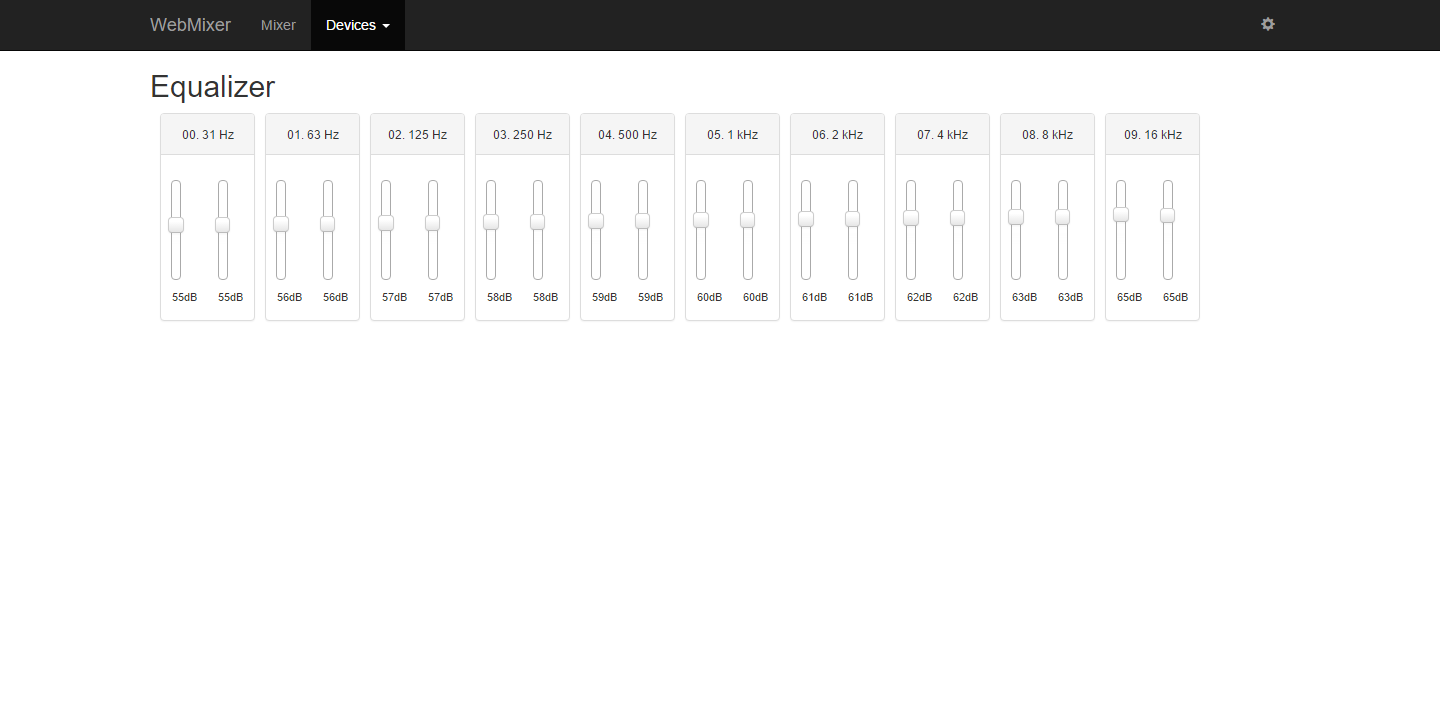 WebMixer Mixer Devices
Equalizer
00. 31 Hz 01. 63 Hz 02. 125 Hz 03. 250 Hz 04. 500 Hz 05. 1 kHz 06. 2 kHz 07. 4 kHz 08. 8 kHz 09. 16 kHz
55dB 55dB 56dB 56dB 57dB 57dB 58dB 58dB 59dB 59dB 60dB 60dB 61dB 61dB 62dB 62dB 63dB 63dB 65dB 65dB